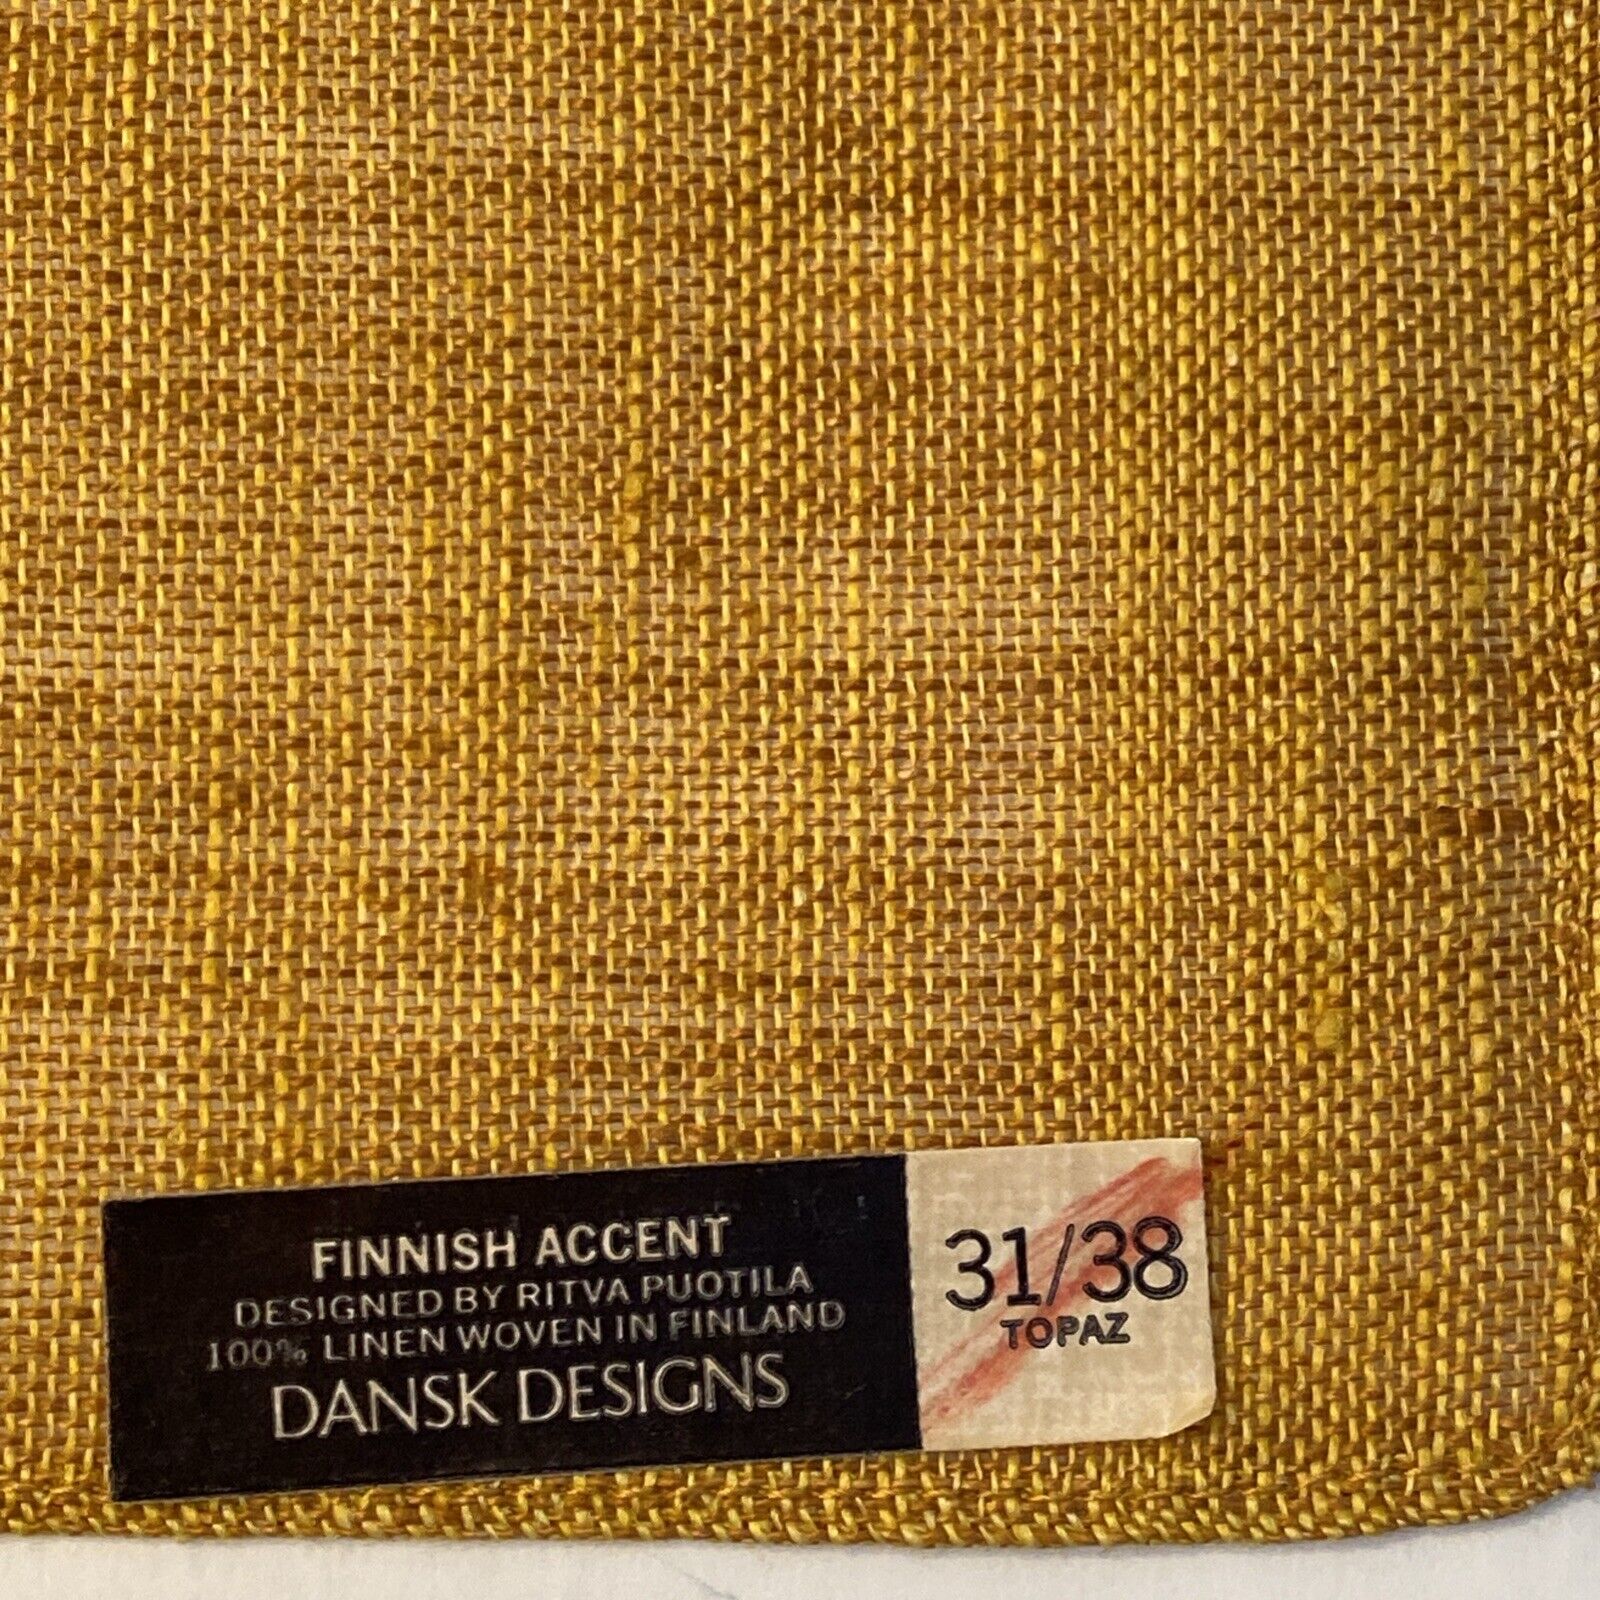 FINNISH ACCENT
DESIGNED BY RITVA PUOTILA
100% LINEN WOVEN IN FINLAND
DANSK DESIGNS
31/38
TOPAZ